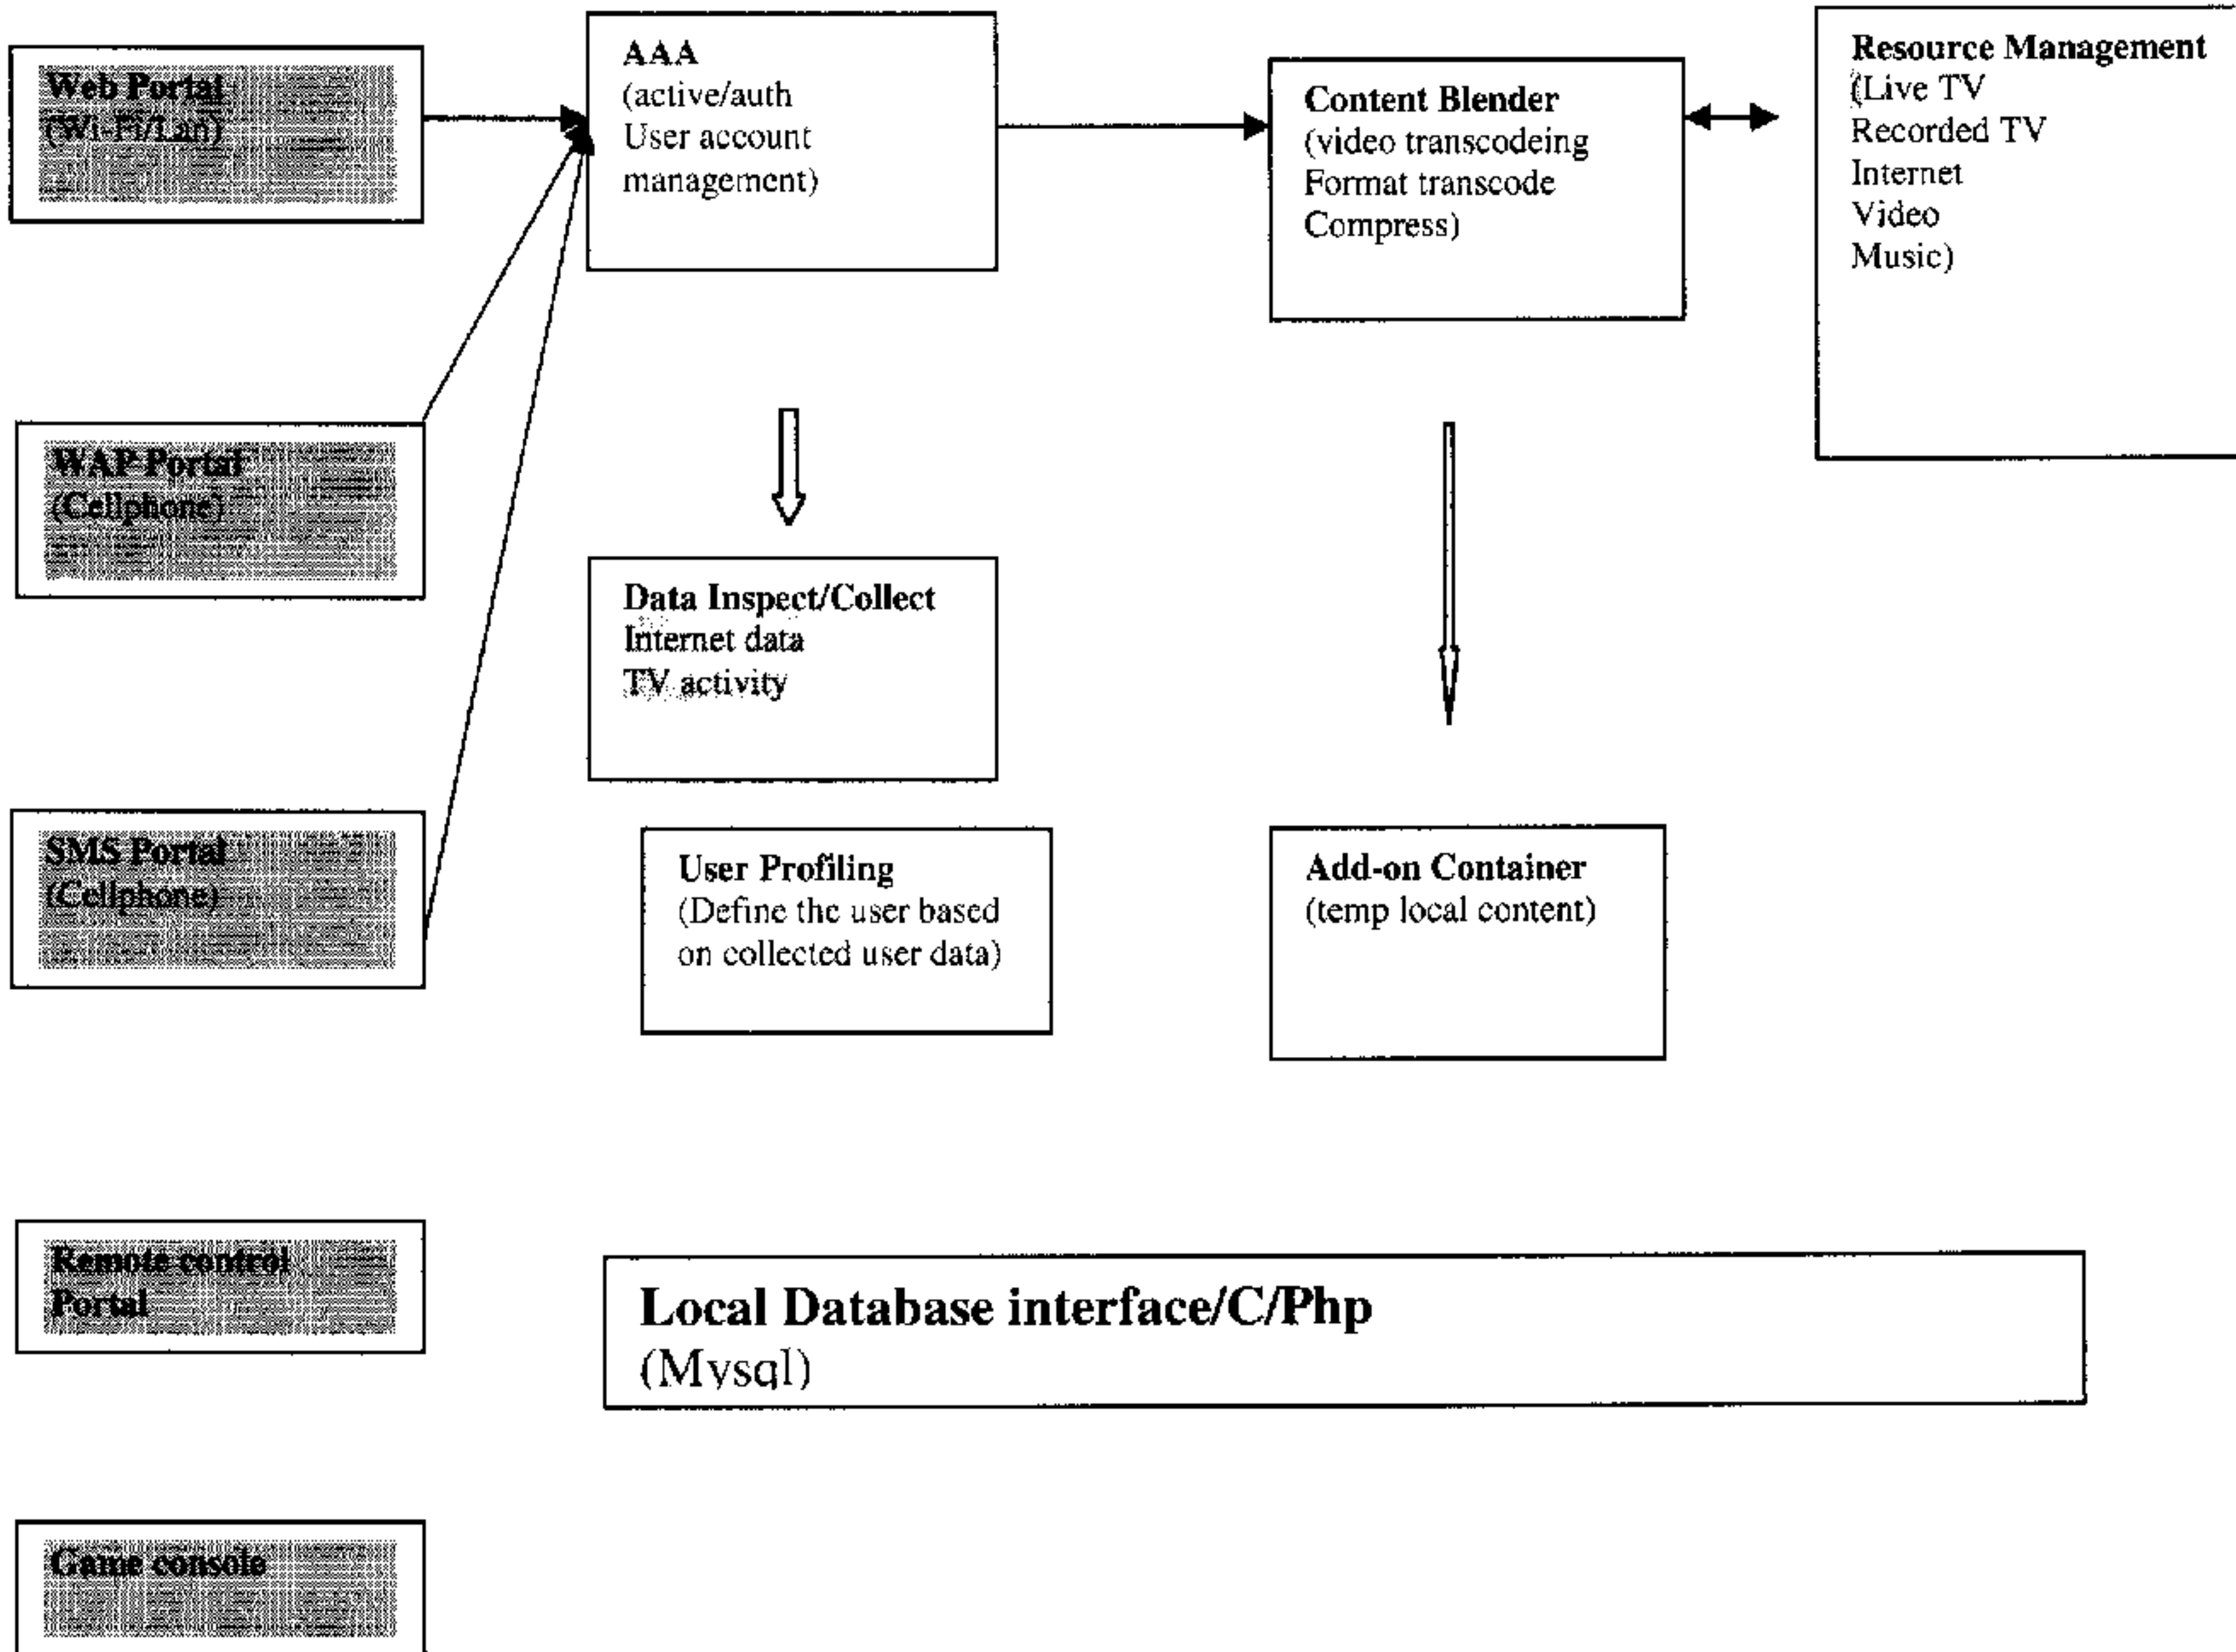 Web Portal
(Wi-Fi/Lan)
AAA
(active/auth
User account
management)
Content Blender
(video transcodeing
Format transcode
Compress)
Resource Management
(Live TV
Recorded TV
Internet
Video
Music)
WAP Portal
(Cellphone)
Data Inspect/Collect
Internet data
TV activity
SMS Portal
(Cellphone)
User Profiling
(Define the user based
on collected user data)
Add-on Container
(temp local content)
Remote control
Portal
Local Database interface/C/Php
(Mysql)
Game console